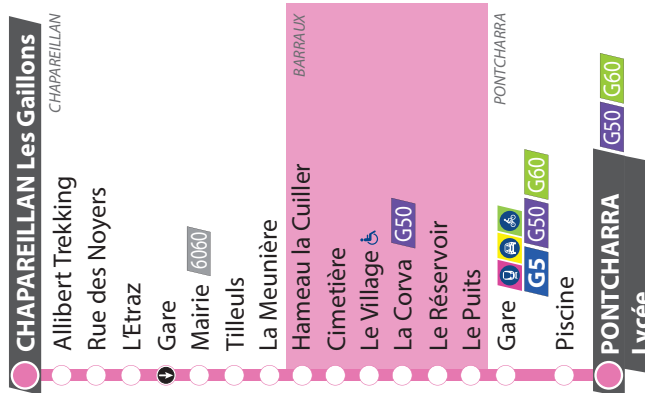 CHAPAREILLAN Les Gaillons
CHAPAREILLAN
Allibert Trekking
Rue des Noyers
L'Etraz
Gare
Mairie 6060
Tilleuls
La Meunière
BARRAUX
Hameau la Cuiller
Cimetière
Le Village
La Corva G50
Le Réservoir
Le Puits
PONTCHARRA
Gare
G5 G50 G60
Piscine
PONTCHARRA G50 G60
Lycée